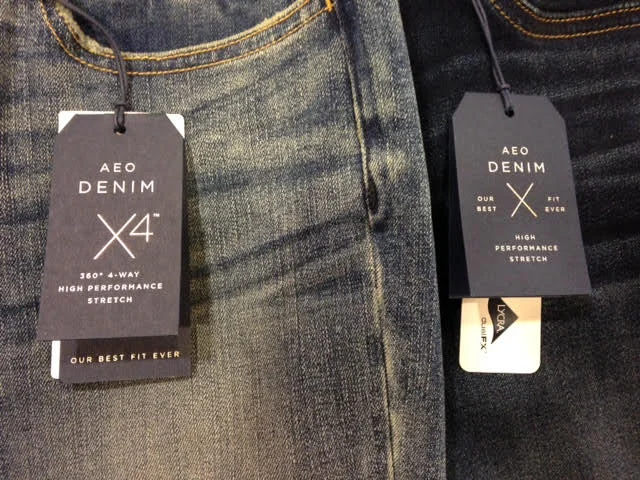 AEO
DENIM
X4™
360° 4-WAY
HIGH PERFORMANCE
STRETCH
OUR BEST FIT EVER
AEO
DENIM
OUR BEST X FIT EVER
HIGH
PERFORMANCE
STRETCH
LYCRA
dualFX™